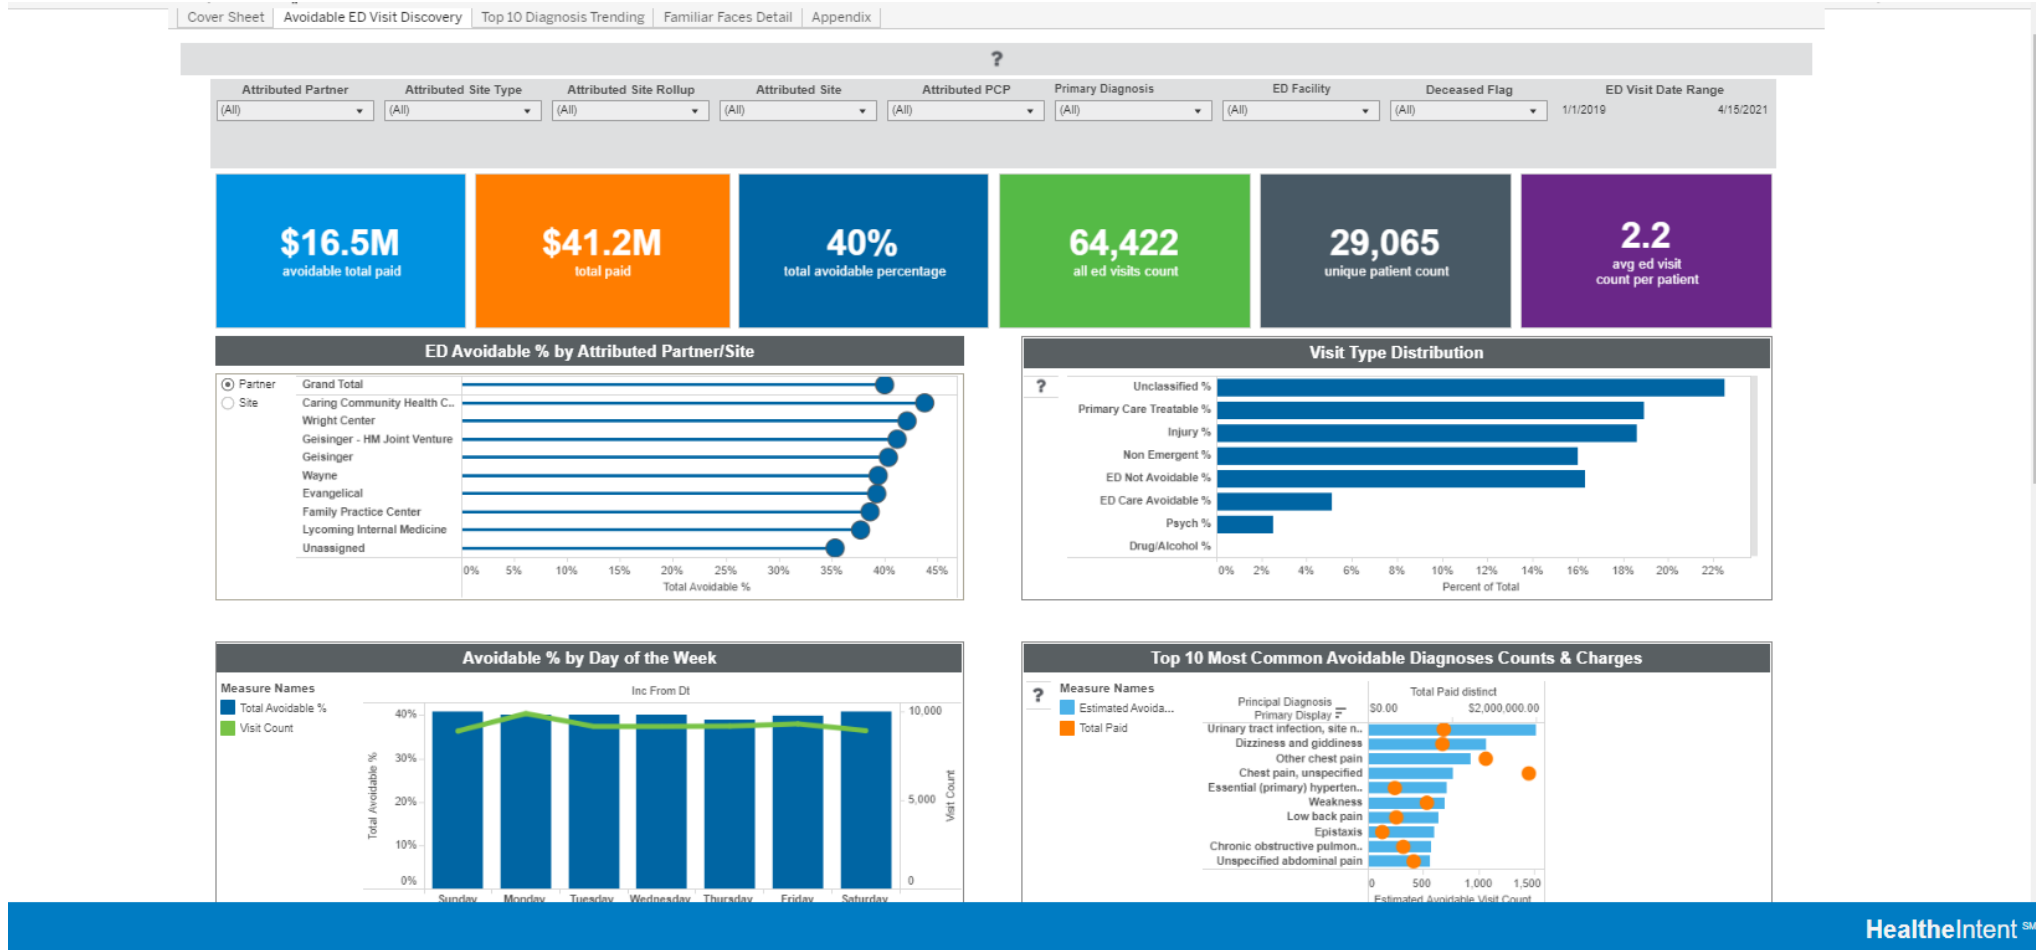 Cover Sheet | Avoidable ED Visit Discovery | Top 10 Diagnosis Trending | Familiar Faces Detail | Appendix
?
Attributed Partner Attributed Site Type Attributed Site Rollup Attributed Site Attributed PCP Primary Diagnosis ED Facility Deceased Flag ED Visit Date Range
(All) (All) (All) (All) (All) (All) (All) (All) 1/1/2019 4/15/2021
$16.5M
avoidable total paid
$41.2M
total paid
40%
total avoidable percentage
64,422
all ed visits count
29,065
unique patient count
2.2
avg ed visit
count per patient
ED Avoidable % by Attributed Partner/Site
Partner
Site
Grand Total
Caring Community Health C..
Wright Center
Geisinger - HM Joint Venture
Geisinger
Wayne
Evangelical
Family Practice Center
Lycoming Internal Medicine
Unassigned
0% 5% 10% 15% 20% 25% 30% 35% 40% 45%
Total Avoidable %
Visit Type Distribution
?
Unclassified %
Primary Care Treatable %
Injury %
Non Emergent %
ED Not Avoidable %
ED Care Avoidable %
Psych %
Drug/Alcohol %
0% 2% 4% 6% 8% 10% 12% 14% 16% 18% 20% 22%
Percent of Total
Avoidable % by Day of the Week
Measure Names
Total Avoidable %
Visit Count
Inc From Dt
Total Avoidable %
40%
30%
20%
10%
0%
10,000
5,000
0
Visit Count
Sunday Monday Tuesday Wednesday Thursday Friday Saturday
Top 10 Most Common Avoidable Diagnoses Counts & Charges
?
Measure Names
Estimated Avoida...
Total Paid
Principal Diagnosis
Primary Display
Total Paid distinct
$0.00 $2,000,000.00
Urinary tract infection, site n..
Dizziness and giddiness
Other chest pain
Chest pain, unspecified
Essential (primary) hyperten..
Weakness
Low back pain
Epistaxis
Chronic obstructive pulmon..
Unspecified abdominal pain
0 500 1,000 1,500
Estimated Avoidable Visit Count
HealtheIntent SM